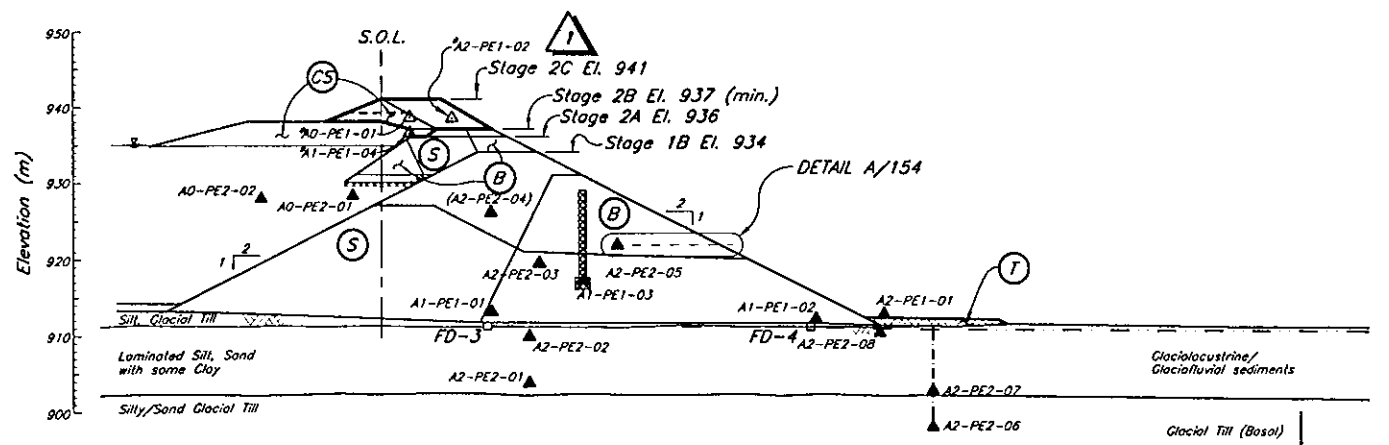 950
940
930
920
910
900
Elevation (m)
S.O.L.
A2-PE1-02
1
Stage 2C El. 941
Stage 2B El. 937 (min.)
Stage 2A El. 936
Stage 1B El. 934
CS
A0-PE1-01
A1-PE1-04
S
B
DETAIL A/154
A0-PE2-02
A0-PE2-01
(A2-PE2-04)
B
2
1
S
2
1
A2-PE2-03
A2-PE2-05
T
A1-PE1-01
A1-PE1-03
A1-PE1-02
A2-PE1-01
Silt, Glacial Till
FD-3
FD-4
A2-PE2-08
A2-PE2-02
Laminated Silt, Sand
with some Clay
Glaciolacustrine/
Glaciofluvial sediments
A2-PE2-01
A2-PE2-07
Silty/Sand Glacial Till
A2-PE2-06
Glacial Till (Basal)